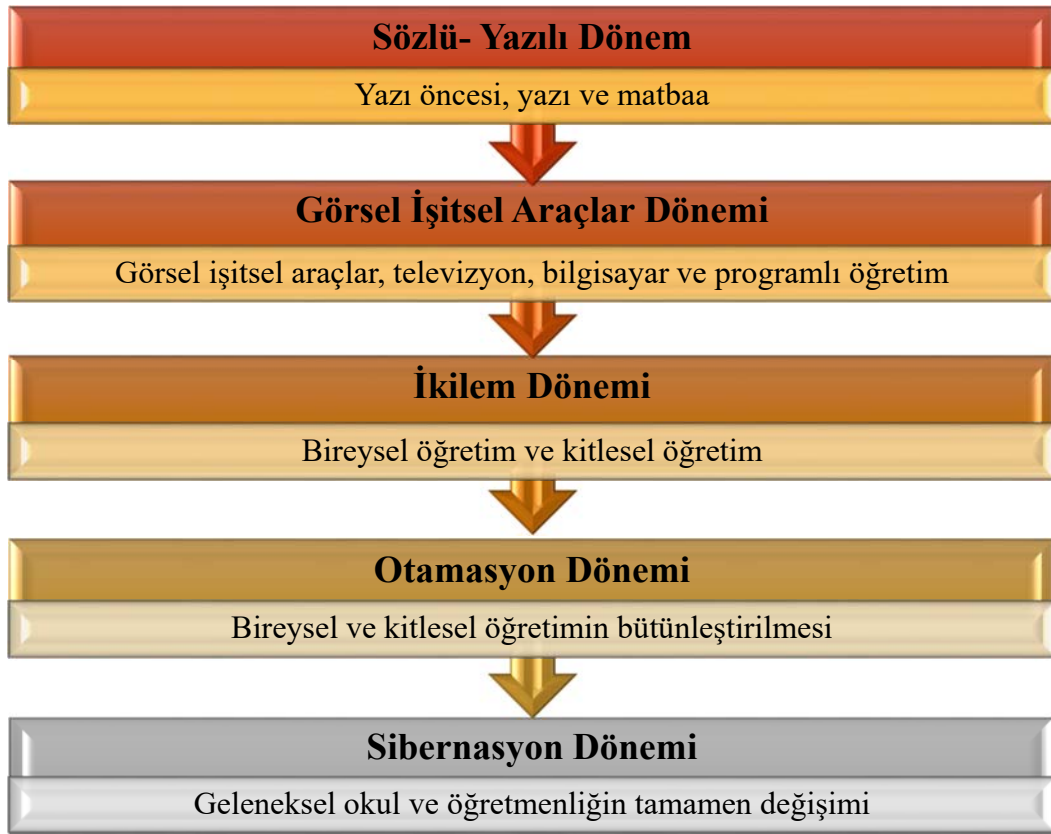 Sözlü- Yazılı Dönem
Yazı öncesi, yazı ve matbaa
Görsel İşitsel Araçlar Dönemi
Görsel işitsel araçlar, televizyon, bilgisayar ve programlı öğretim
İkilem Dönemi
Bireysel öğretim ve kitlesel öğretim
Otamasyon Dönemi
Bireysel ve kitlesel öğretimin bütünleştirilmesi
Sibernasyon Dönemi
Geleneksel okul ve öğretmenliğin tamamen değişimi